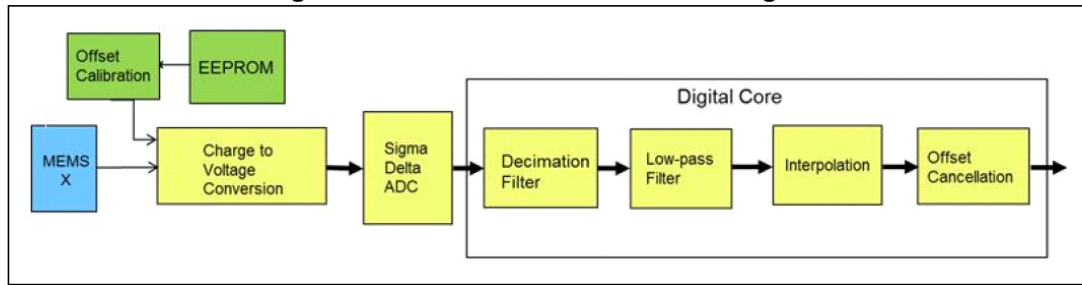 Offset
Calibration
EEPROM
Digital Core
MEMS
X
Charge to
Voltage
Conversion
Sigma
Delta
ADC
Decimation
Filter
Low-pass
Filter
Interpolation
Offset
Cancellation